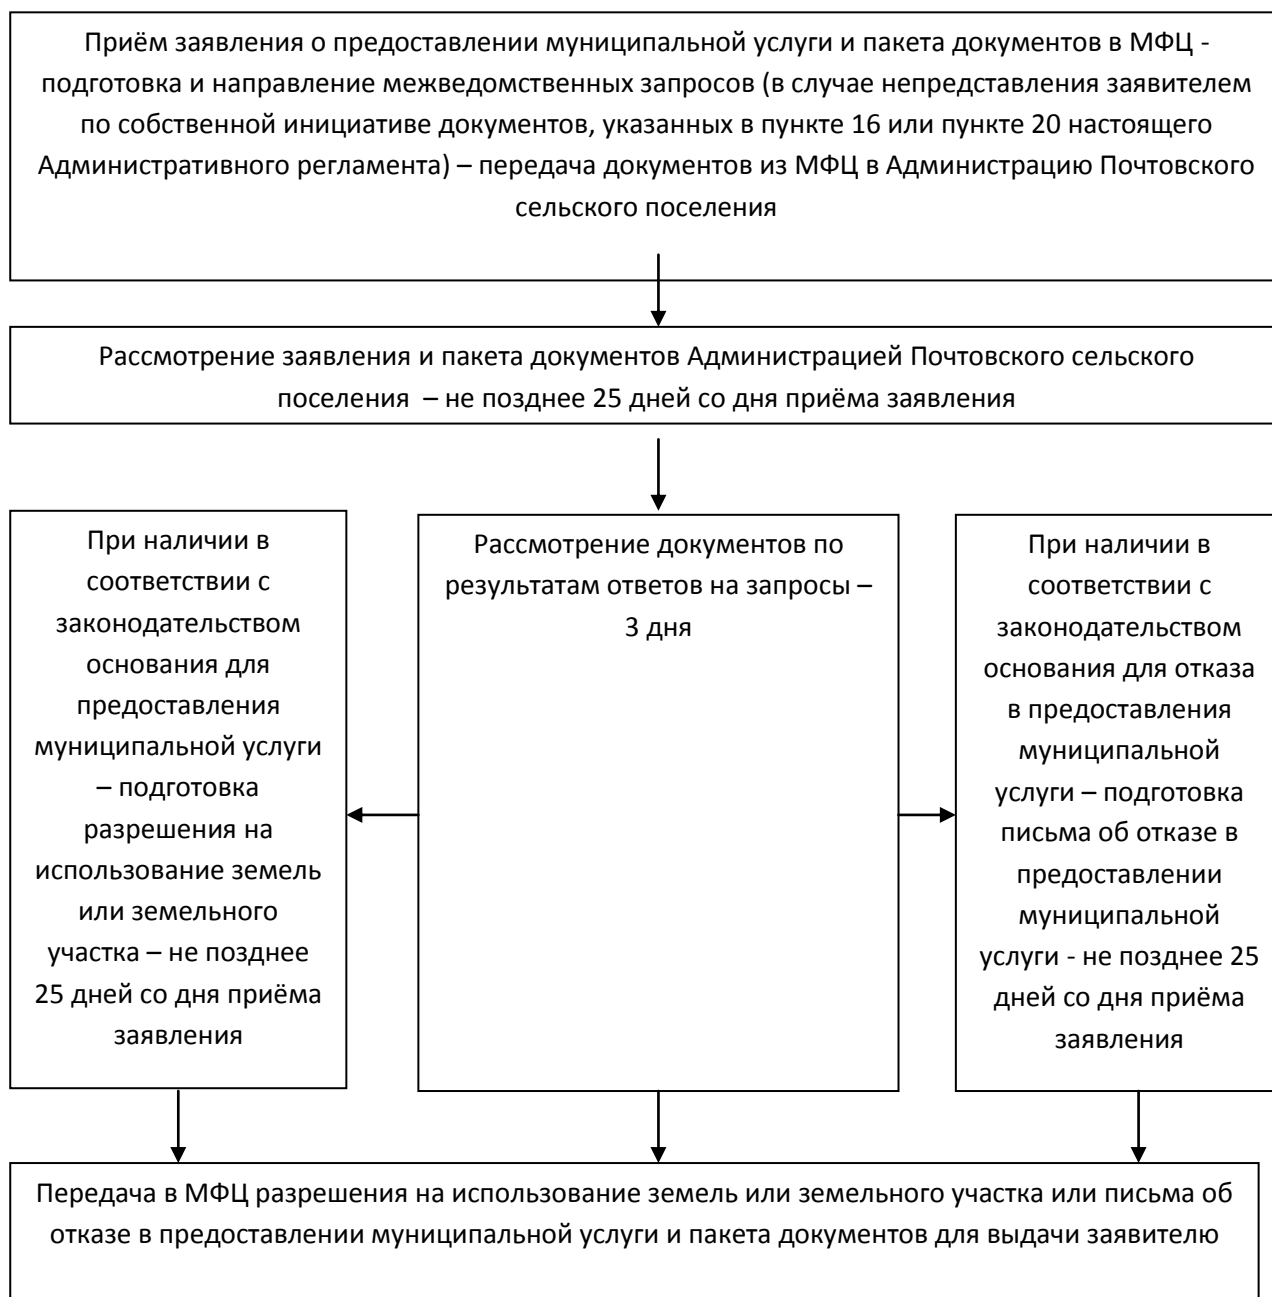 Приём заявления о предоставлении муниципальной услуги и пакета документов в МФЦ -
подготовка и направление межведомственных запросов (в случае непредставления заявителем
по собственной инициативе документов, указанных в пункте 16 или пункте 20 настоящего
Административного регламента) – передача документов из МФЦ в Администрацию Почтовского
сельского поселения
Рассмотрение заявления и пакета документов Администрацией Почтовского сельского
поселения – не позднее 25 дней со дня приёма заявления
При наличии в
соответствии с
законодательством
основания для
предоставления
муниципальной услуги
– подготовка
разрешения на
использование земель
или земельного
участка – не позднее
25 дней со дня приёма
заявления
Рассмотрение документов по
результатам ответов на запросы –
3 дня
При наличии в
соответствии с
законодательством
основания для отказа
в предоставления
муниципальной
услуги – подготовка
письма об отказе в
предоставлении
муниципальной
услуги - не позднее 25
дней со дня приёма
заявления
Передача в МФЦ разрешения на использование земель или земельного участка или письма об
отказе в предоставлении муниципальной услуги и пакета документов для выдачи заявителю